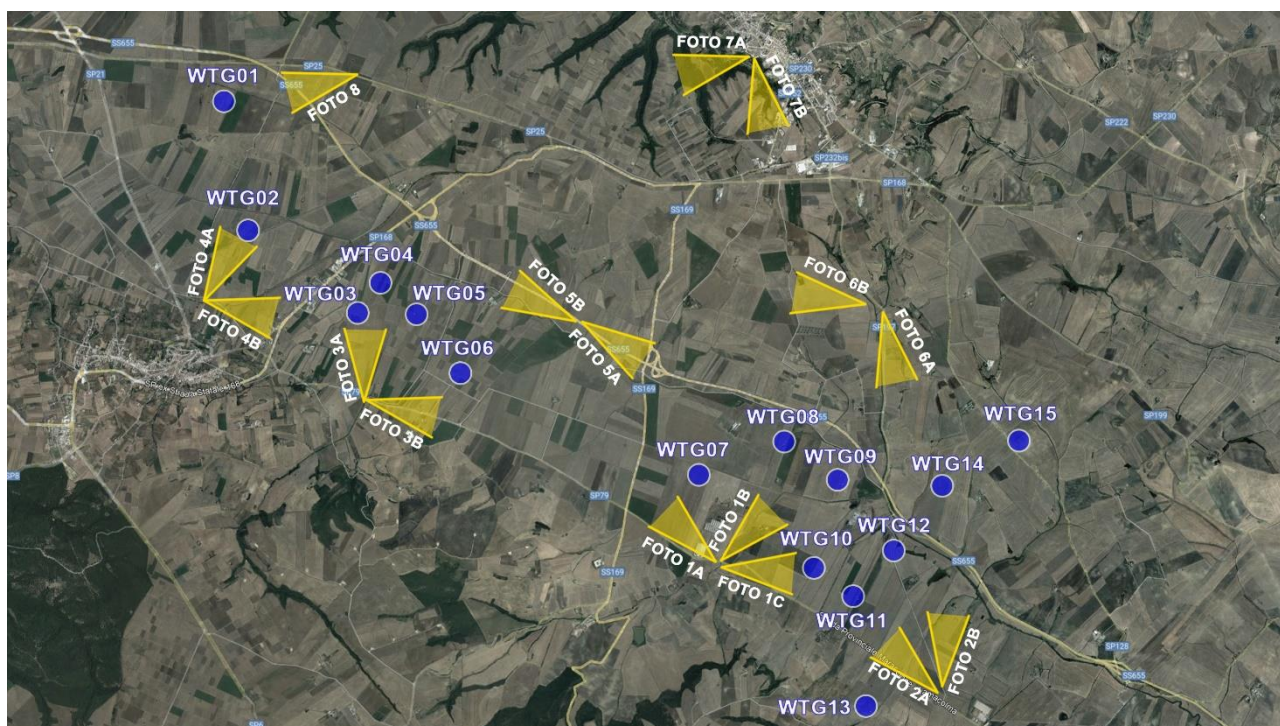 SS655
SP21
WTG01
SP25
SS655
FOTO 8
FOTO 7A
SP230
FOTO 7B
SP25
SP222
SP230
SP232bis
SP168
WTG02
SS169
SP168
SS655
FOTO 4A
WTG04
WTG03
WTG05
FOTO 5B
FOTO 6B
FOTO 4B
WTG06
FOTO 3A
SS655
FOTO 5A
FOTO 6A
SS169
FOTO 3B
WTG08
WTG15
SP199
WTG07
WTG09
WTG14
SP79
FOTO 1B
WTG12
WTG10
FOTO 1A
FOTO 1C
SS169
SS655
WTG11
FOTO 2B
FOTO 2A
SP128
SS655
WTG13
SP6